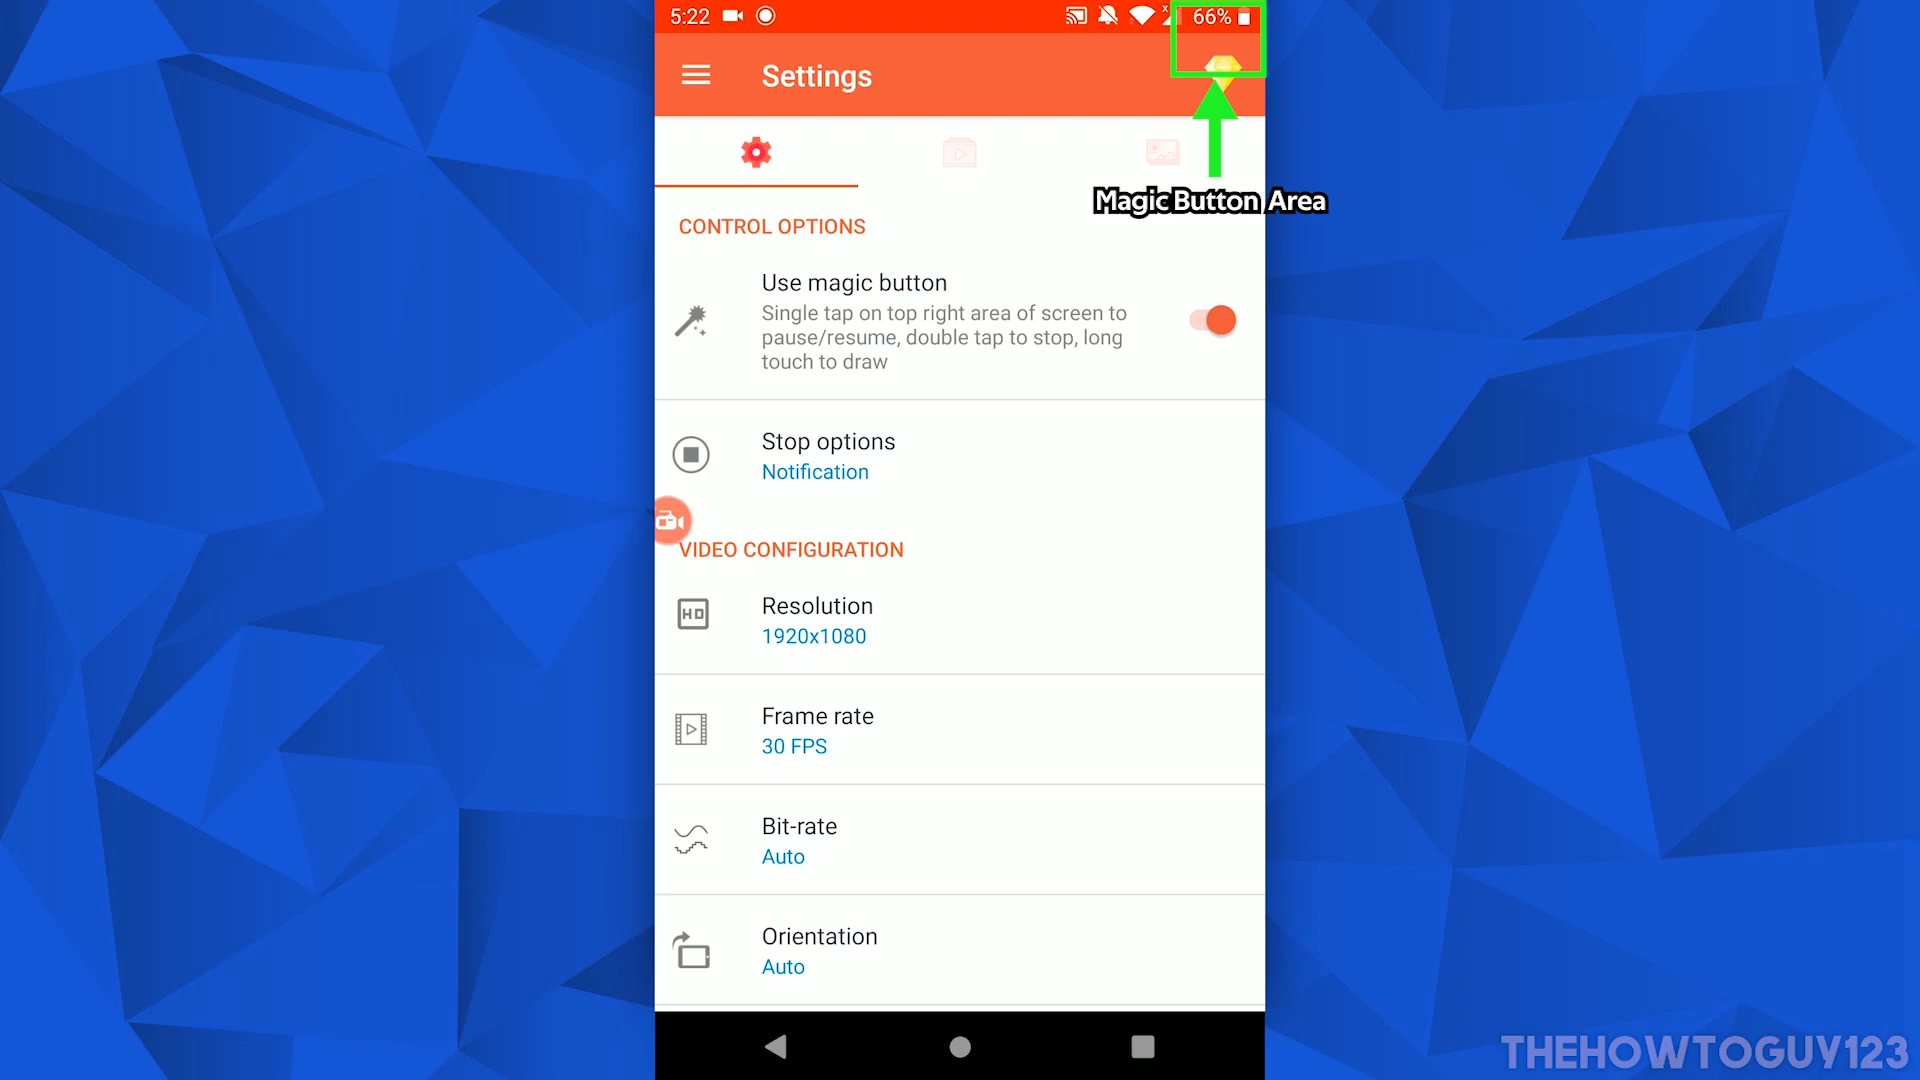 5:22
66%
Settings
Magic Button Area
CONTROL OPTIONS
Use magic button
Single tap on top right area of screen to
pause/resume, double tap to stop, long
touch to draw
Stop options
Notification
VIDEO CONFIGURATION
HD
Resolution
1920x1080
Frame rate
30 FPS
Bit-rate
Auto
Orientation
Auto
THEHOWTOGUY123